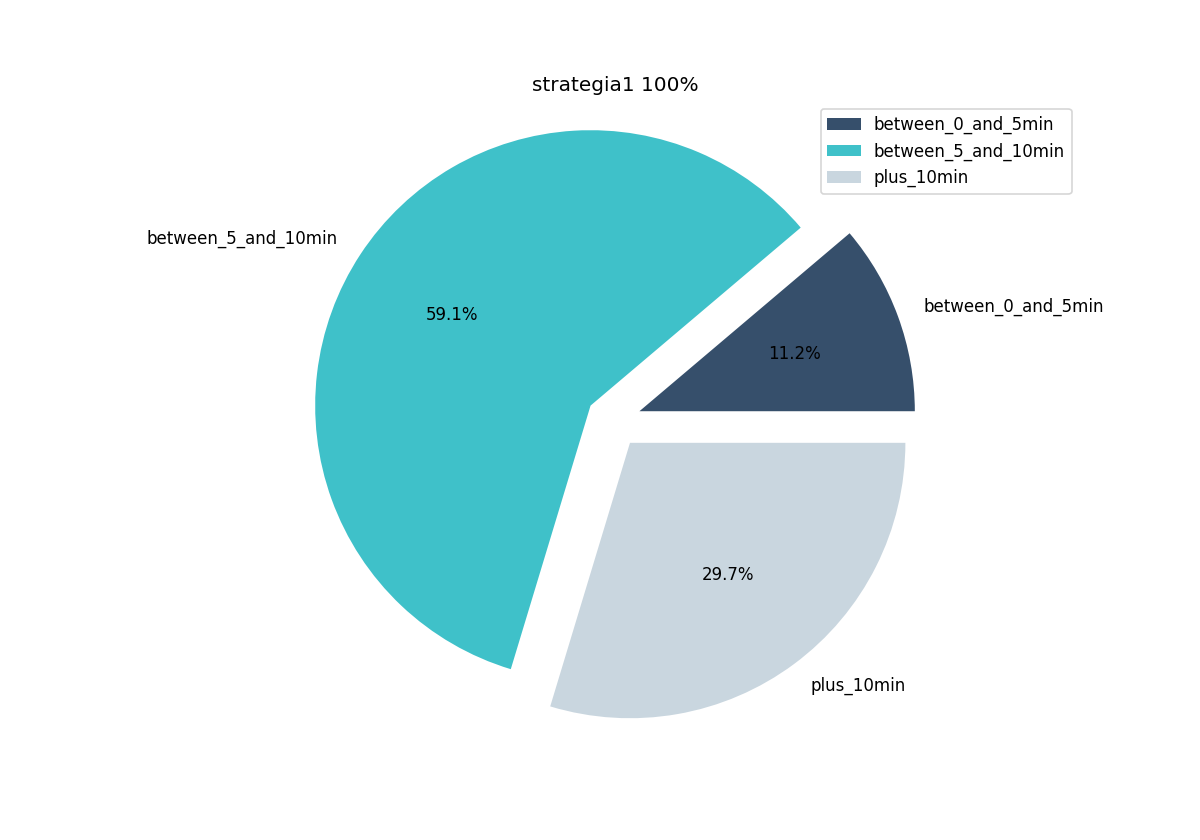 strategia1 100%
between_0_and_5min
between_5_and_10min
plus_10min
between_5_and_10min
between_0_and_5min
59.1%
11.2%
29.7%
plus_10min